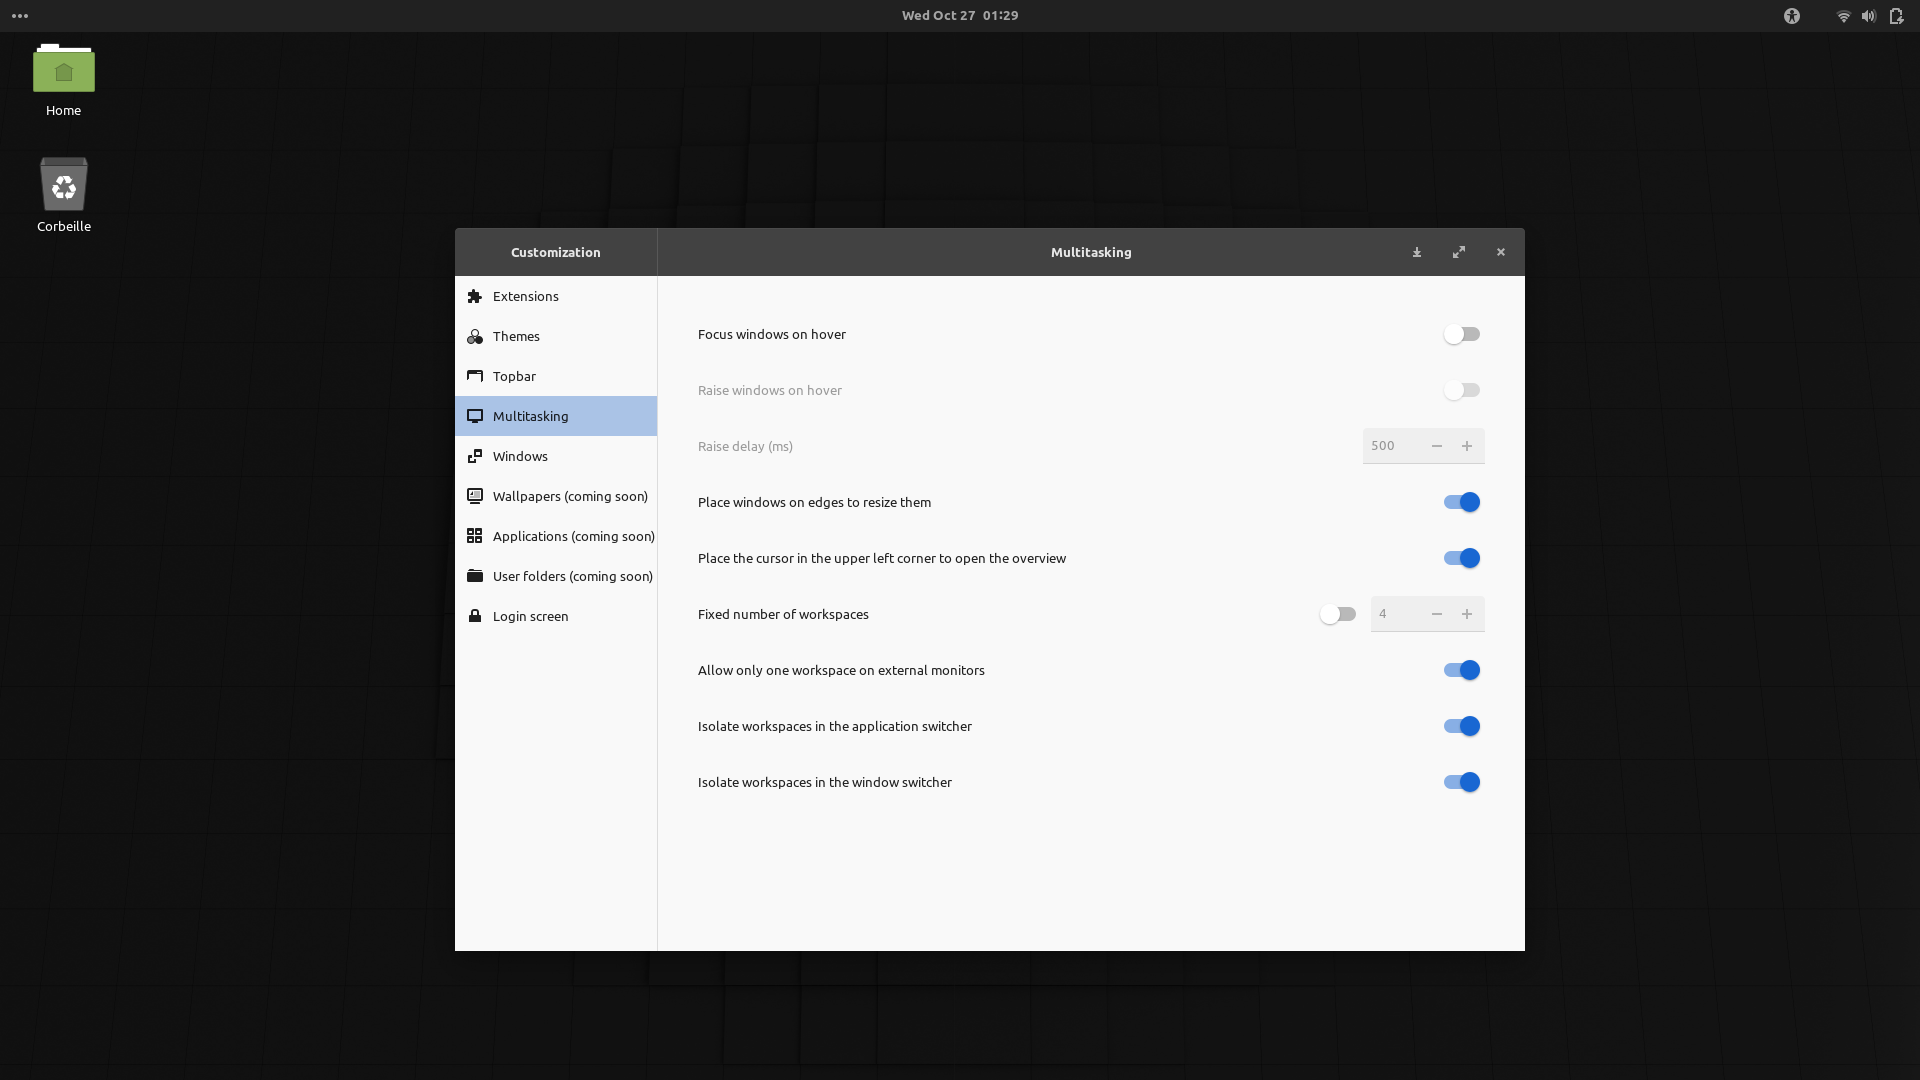 Wed Oct 27 01:29
Home
Corbeille
Customization
Multitasking
Extensions
Themes
Topbar
Multitasking
Windows
Wallpapers (coming soon)
Applications (coming soon)
User folders (coming soon)
Login screen
Focus windows on hover
Raise windows on hover
Raise delay (ms) 500
Place windows on edges to resize them
Place the cursor in the upper left corner to open the overview
Fixed number of workspaces 4
Allow only one workspace on external monitors
Isolate workspaces in the application switcher
Isolate workspaces in the window switcher